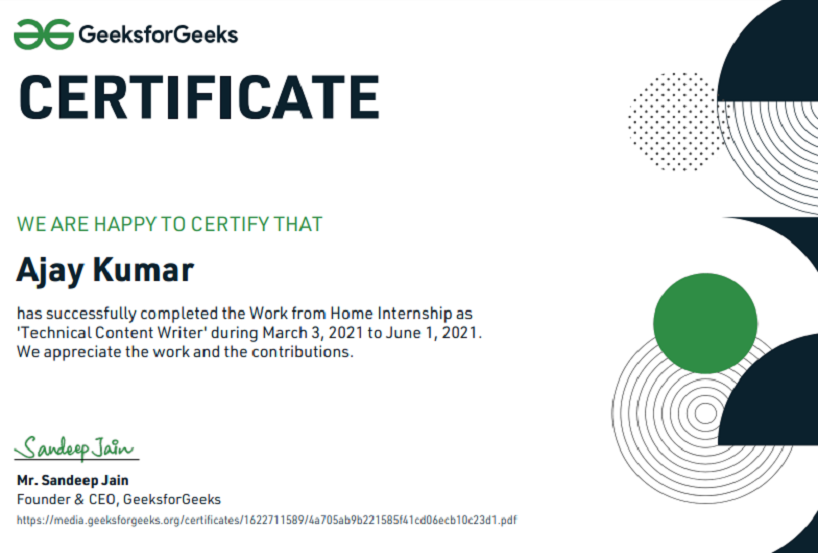 GeeksforGeeks
CERTIFICATE
WE ARE HAPPY TO CERTIFY THAT
Ajay Kumar
has successfully completed the Work from Home Internship as
'Technical Content Writer' during March 3, 2021 to June 1, 2021.
We appreciate the work and the contributions.
Sandeep Jain
Mr. Sandeep Jain
Founder & CEO, GeeksforGeeks
https://media.geeksforgeeks.org/certificates/1622711589/4a705ab9b221585f41cd06ecb10c23d1.pdf